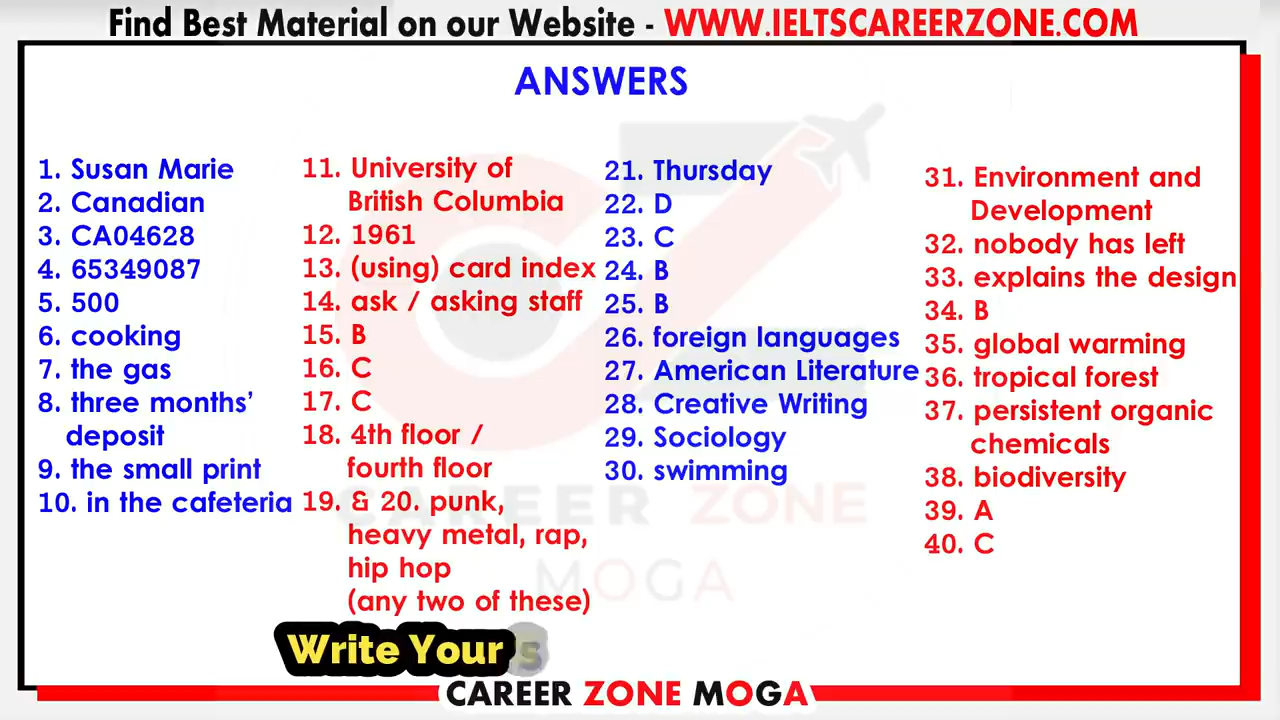 Find Best Material on our Website - WWW.IELTSCAREERZONE.COM
ANSWERS
1. Susan Marie
2. Canadian
3. CA04628
4. 65349087
5. 500
6. cooking
7. the gas
8. three months’
deposit
9. the small print
10. in the cafeteria
11. University of
British Columbia
12. 1961
13. (using) card index
14. ask / asking staff
15. B
16. C
17. C
18. 4th floor /
fourth floor
19. & 20. punk,
heavy metal, rap,
hip hop
(any two of these)
21. Thursday
22. D
23. C
24. B
25. B
26. foreign languages
27. American Literature
28. Creative Writing
29. Sociology
30. swimming
31. Environment and
Development
32. nobody has left
33. explains the design
34. B
35. global warming
36. tropical forest
37. persistent organic
chemicals
38. biodiversity
39. A
40. C
CAREER ZONE
MOGA
Write Your s
CAREER ZONE MOGA